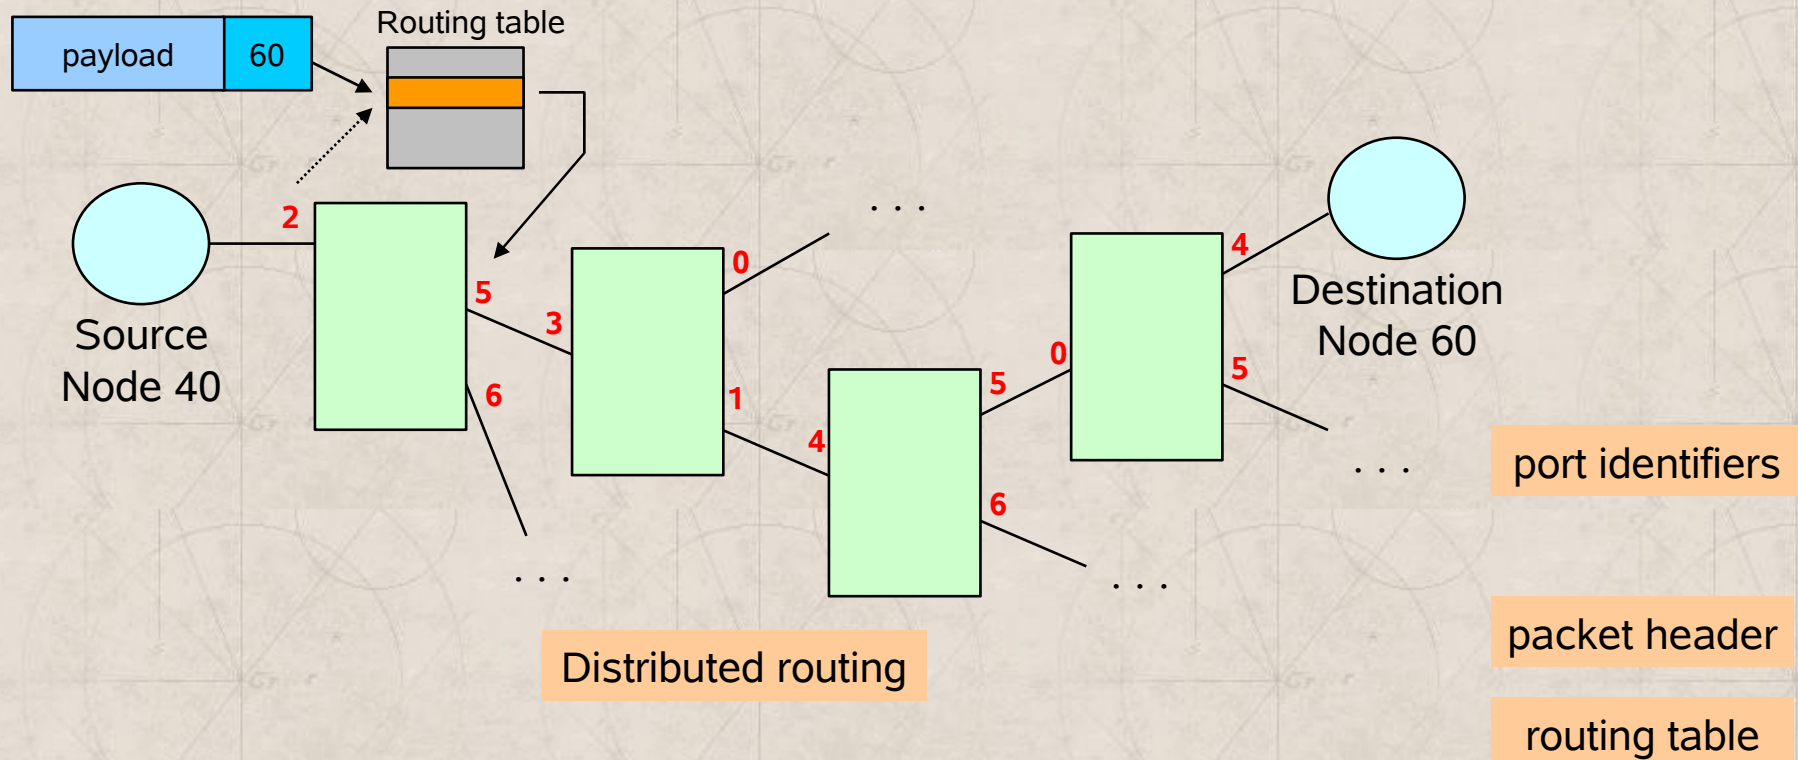 Routing table
payload 60
. . .
2
0
4
5
3
Destination
Node 60
Source
Node 40
6
1
5
0
5
4
6
. . .
port identifiers
. . .
. . .
packet header
Distributed routing
routing table